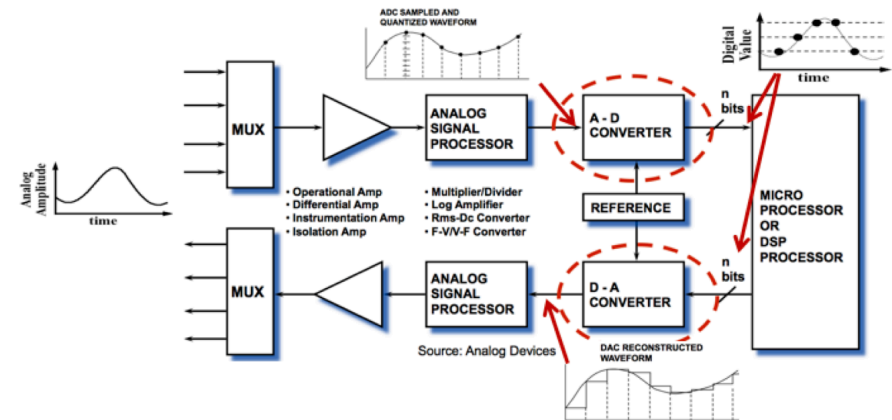 ADC SAMPLED AND
QUANTIZED WAVEFORM
Digital
Value
time
n
bits
MUX
ANALOG
SIGNAL
PROCESSOR
A - D
CONVERTER
Analog
Amplitude
time
• Operational Amp
• Differential Amp
• Instrumentation Amp
• Isolation Amp
• Multiplier/Divider
• Log Amplifier
• Rms-Dc Converter
• F-V/V-F Converter
REFERENCE
MICRO
PROCESSOR
OR
DSP
PROCESSOR
MUX
ANALOG
SIGNAL
PROCESSOR
D - A
CONVERTER
n
bits
Source: Analog Devices
DAC RECONSTRUCTED
WAVEFORM